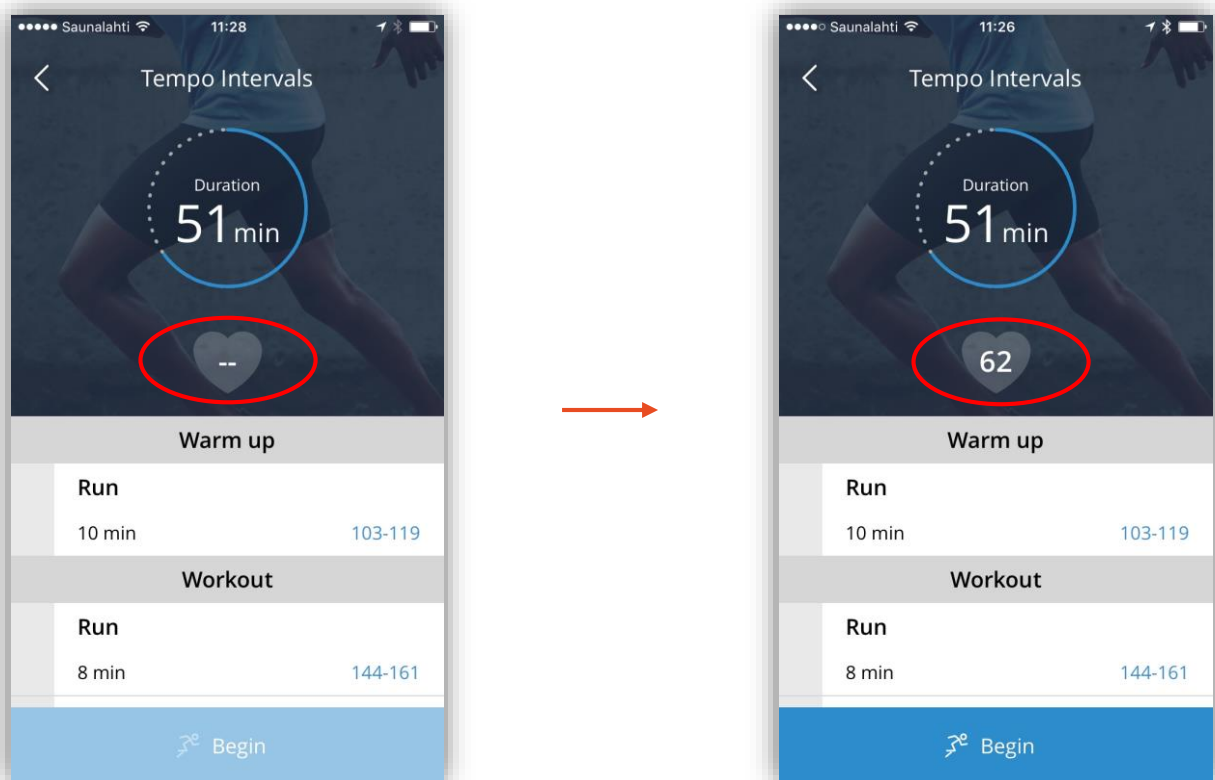 Saunalahti 11:28
Tempo Intervals
Duration
51 min
--
Warm up
Run
10 min 103-119
Workout
Run
8 min 144-161
Begin
Saunalahti 11:26
Tempo Intervals
Duration
51 min
62
Warm up
Run
10 min 103-119
Workout
Run
8 min 144-161
Begin